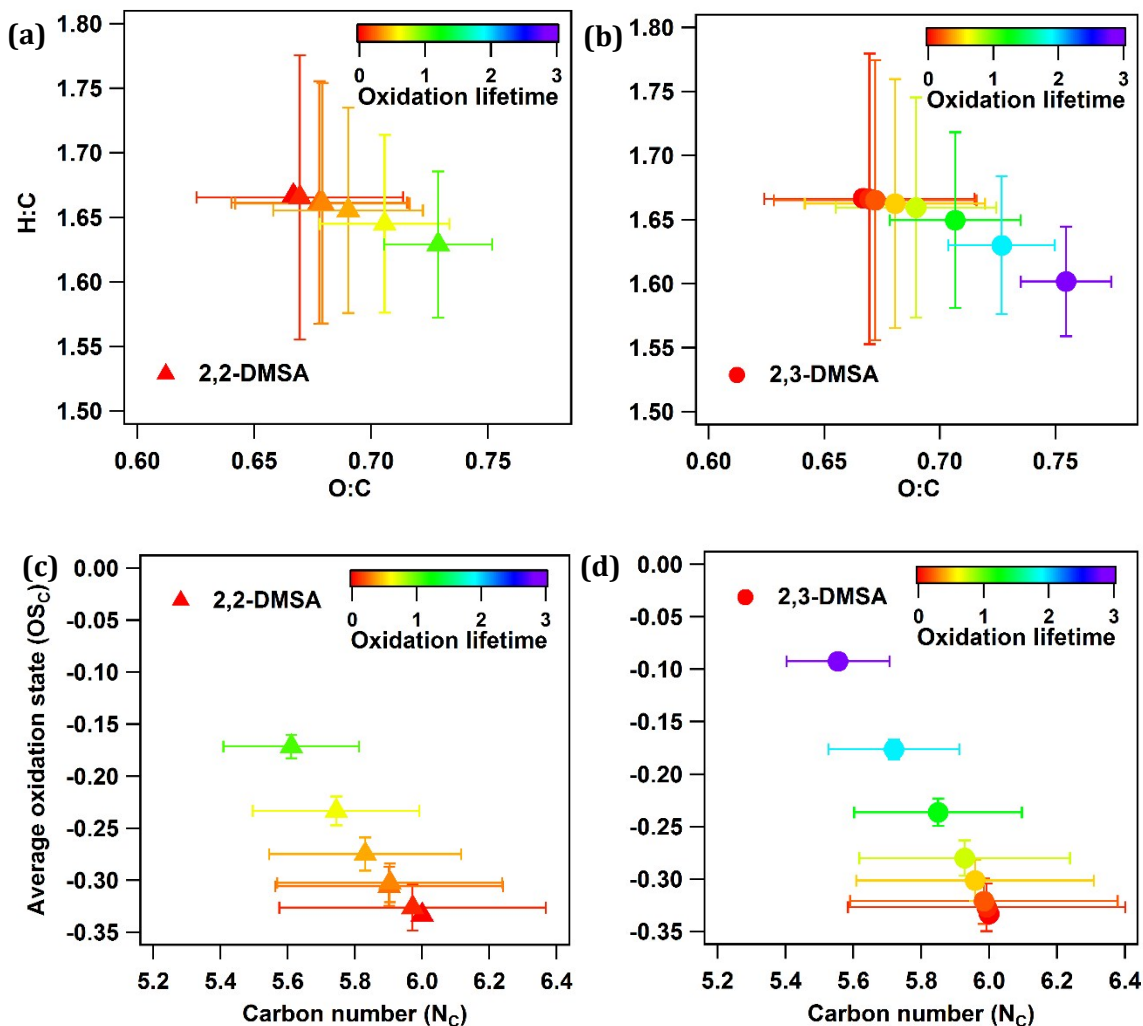 (a)
1.80
1.75
1.70
1.65
1.60
1.55
1.50
H:C
0 1 2 3
Oxidation lifetime
2,2-DMSA
0.60 0.65 0.70 0.75
O:C
(b)
1.80
1.75
1.70
1.65
1.60
1.55
1.50
0 1 2 3
Oxidation lifetime
2,3-DMSA
0.60 0.65 0.70 0.75
O:C
(c)
0.00
-0.05
-0.10
-0.15
-0.20
-0.25
-0.30
-0.35
Average oxidation state (OSC)
2,2-DMSA
0 1 2 3
Oxidation lifetime
5.2 5.4 5.6 5.8 6.0 6.2 6.4
Carbon number (NC)
(d)
0.00
-0.05
-0.10
-0.15
-0.20
-0.25
-0.30
-0.35
2,3-DMSA
0 1 2 3
Oxidation lifetime
5.2 5.4 5.6 5.8 6.0 6.2 6.4
Carbon number (NC)